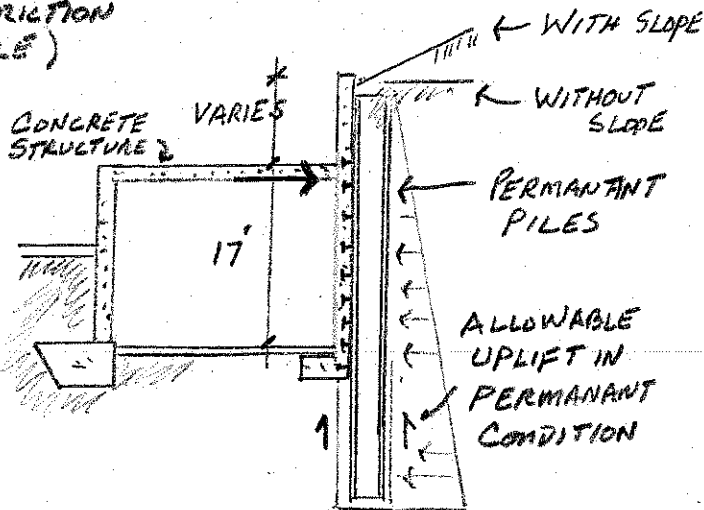 WITH SLOPE
VARIES
WITHOUT
SLOPE
CONCRETE
STRUCTURE
PERMANANT
PILES
17'
ALLOWABLE
UPLIFT IN
PERMANANT
CONDITION